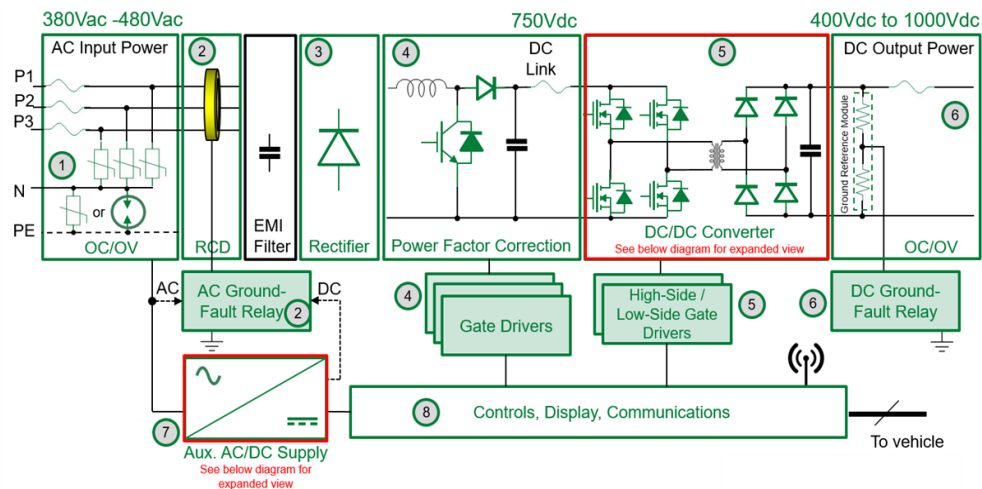 380Vac -480Vac
750Vdc
400Vdc to 1000Vdc
AC Input Power
2
3
4
DC
Link
5
DC Output Power
P1
P2
P3
1
6
N
or
PE
Ground Reference Module
OC/OV
RCD
EMI
Filter
Rectifier
Power Factor Correction
DC/DC Converter
See below diagram for expanded view
OC/OV
AC
DC
AC Ground-
Fault Relay
2
4
Gate Drivers
High-Side /
Low-Side Gate
Drivers
5
6
DC Ground-
Fault Relay
7
8
Controls, Display, Communications
To vehicle
Aux. AC/DC Supply
See below diagram for
expanded view